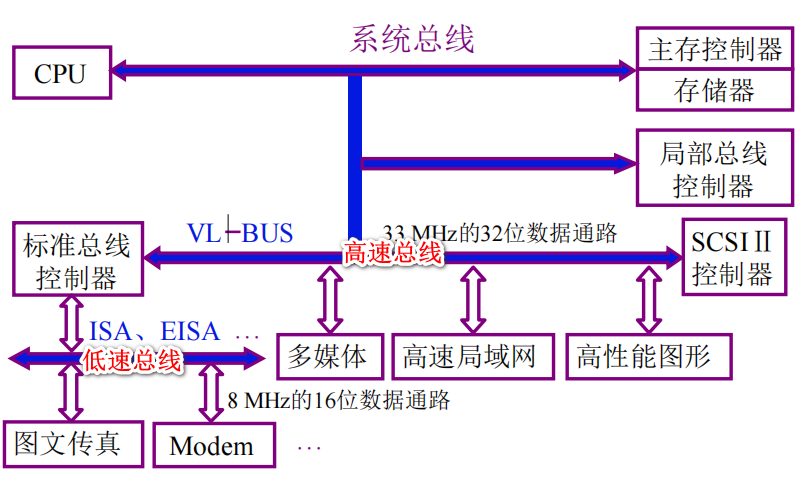 系统总线
CPU
主存控制器
存储器
局部总线
控制器
标准总线
控制器
VL-BUS
33 MHz的32位数据通路
高速总线
SCSI II
控制器
ISA、EISA …
低速总线
多媒体
高速局域网
高性能图形
8 MHz的16位数据通路
图文传真
Modem
…